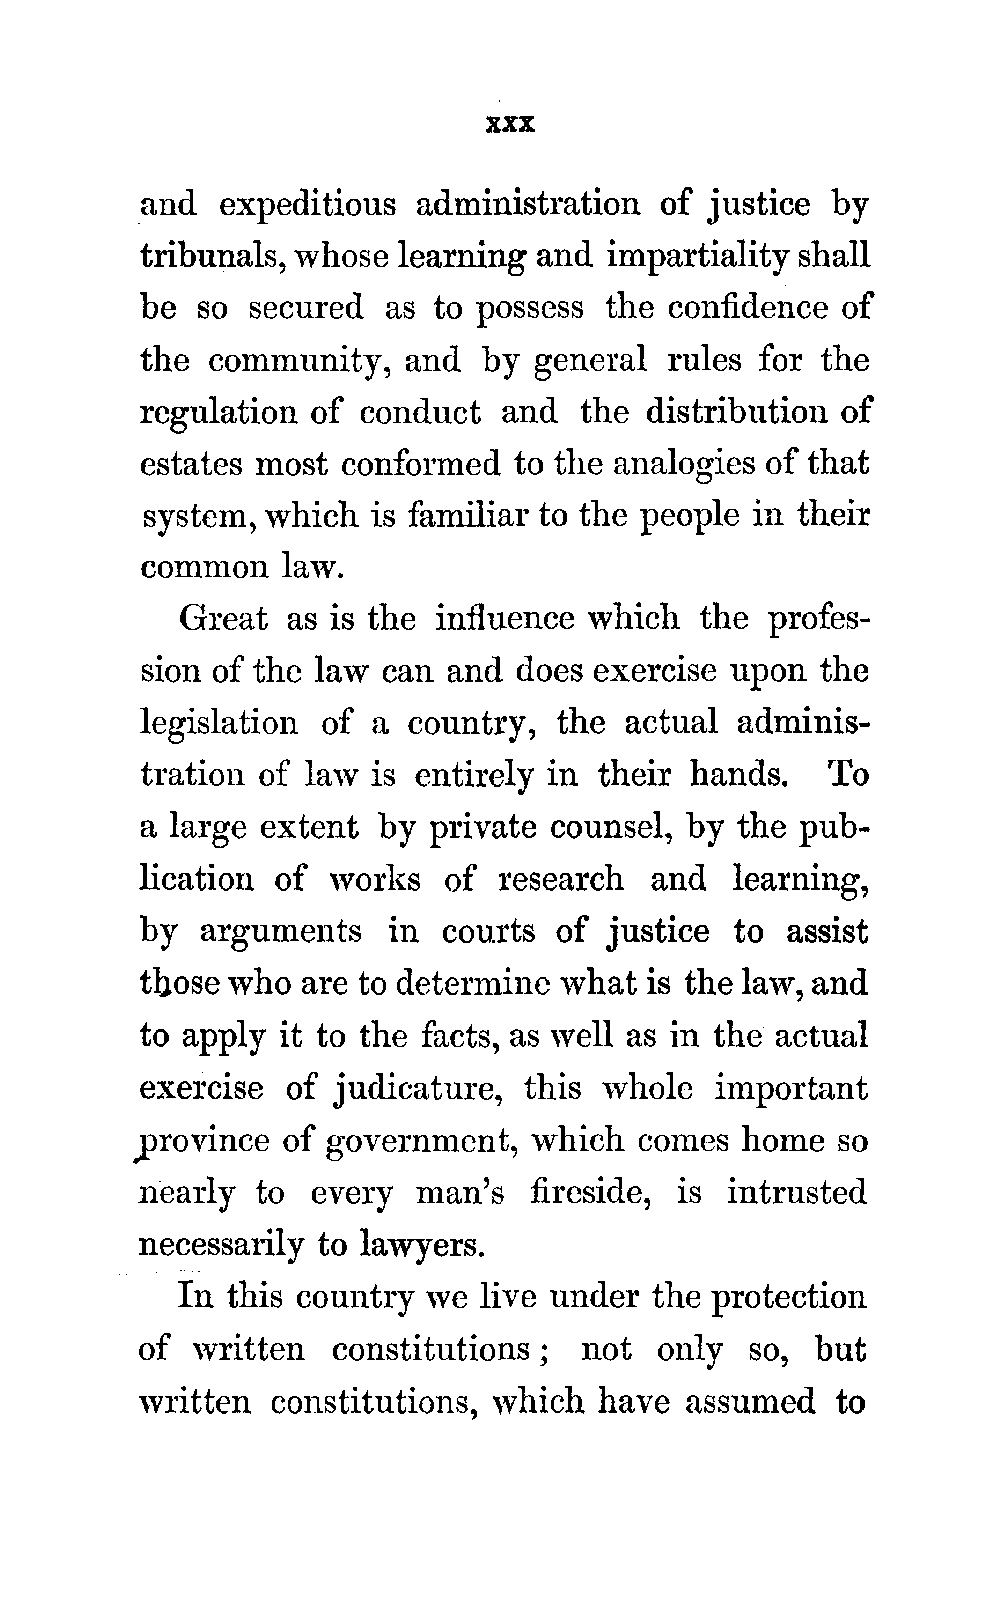 xxx
and expeditious administration of justice by
tribunals, whose learning and impartiality shall
be so secured as to possess the confidence of
the community, and by general rules for the
regulation of conduct and the distribution of
estates most conformed to the analogies of that
system, which is familiar to the people in their
common law.
Great as is the influence which the profes-
sion of the law can and does exercise upon the
legislation of a country, the actual adminis-
tration of law is entirely in their hands. To
a large extent by private counsel, by the pub-
lication of works of research and learning,
by arguments in courts of justice to assist
those who are to determine what is the law, and
to apply it to the facts, as well as in the actual
exercise of judicature, this whole important
province of government, which comes home so
nearly to every man's fireside, is intrusted
necessarily to lawyers.
In this country we live under the protection
of written constitutions; not only so, but
written constitutions, which have assumed to